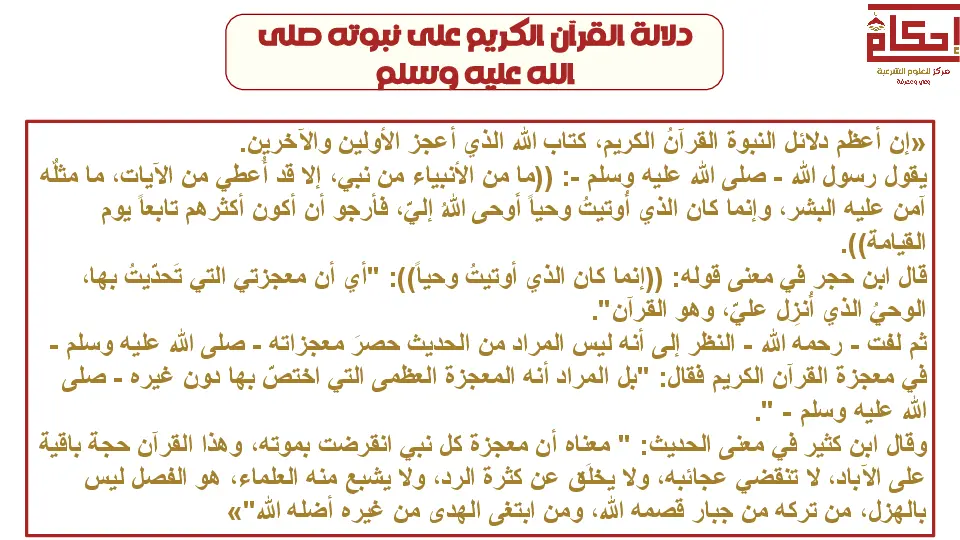 دلالة القرآن الكريم على نبوته صلى
الله عليه وسلم
إحكام
مركز للعلوم الشرعية
وعي ومعرفة
«إن أعظم دلائل النبوة القرآنُ الكريم، كتاب الله الذي أعجز الأولين والآخرين.
يقول رسول الله - صلى الله عليه وسلم -: ((ما من الأنبياء من نبي، إلا قد أُعطي من الآيات، ما مثلُه
آمن عليه البشر، وإنما كان الذي أُوتيتُ وحياً أوحى اللهُ إليّ، فأرجو أن أكون أكثرهم تابعاً يوم
القيامة)).
قال ابن حجر في معنى قوله: ((إنما كان الذي أوتيتُ وحياً)): "أي أن معجزتي التي تَحدّيتُ بها،
الوحيُ الذي أُنزِل عليّ، وهو القرآن".
ثم لفت - رحمه الله - النظر إلى أنه ليس المراد من الحديث حصرَ معجزاته - صلى الله عليه وسلم -
في معجزة القرآن الكريم فقال: "بل المراد أنه المعجزة العظمى التي اختصّ بها دون غيره - صلى
الله عليه وسلم - ".
وقال ابن كثير في معنى الحديث: " معناه أن معجزة كل نبي انقرضت بموته، وهذا القرآن حجة باقية
على الآباد، لا تنقضي عجائبه، ولا يخلَق عن كثرة الرد، ولا يشبع منه العلماء، هو الفصل ليس
بالهزل، من تركه من جبار قصمه الله، ومن ابتغى الهدى من غيره أضله الله"»